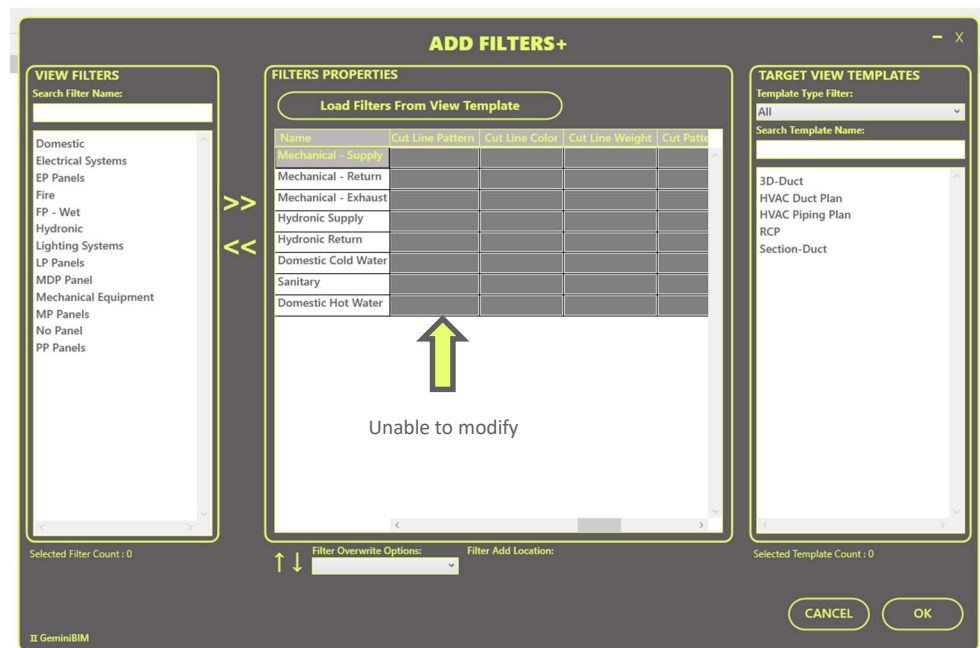 ADD FILTERS+
- X
VIEW FILTERS
Search Filter Name:
Domestic
Electrical Systems
EP Panels
Fire
FP - Wet
Hydronic
Lighting Systems
LP Panels
MDP Panel
Mechanical Equipment
MP Panels
No Panel
PP Panels
Selected Filter Count : 0
>>
<<
FILTERS PROPERTIES
Load Filters From View Template
Name Cut Line Pattern Cut Line Color Cut Line Weight Cut Patte
Mechanical - Supply
Mechanical - Return
Mechanical - Exhaust
Hydronic Supply
Hydronic Return
Domestic Cold Water
Sanitary
Domestic Hot Water
Unable to modify
↑ ↓
Filter Overwrite Options:
Filter Add Location:
TARGET VIEW TEMPLATES
Template Type Filter:
All
Search Template Name:
3D-Duct
HVAC Duct Plan
HVAC Piping Plan
RCP
Section-Duct
Selected Template Count : 0
CANCEL
OK
II GeminiBIM